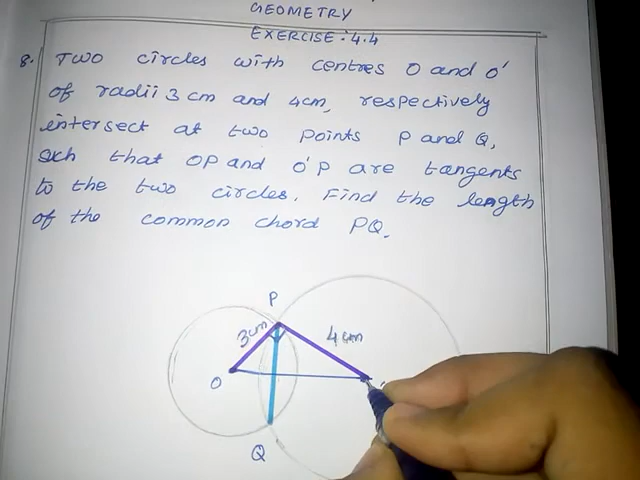 GEOMETRY
EXERCISE: 4.4
8. Two circles with centres O and O'
of radii 3 cm and 4cm, respectively
intersect at two points P and Q,
sch that OP and O'P are tangents
to the two circles. Find the length
of the common chord PQ.
P
3cm
4cm
O
Q